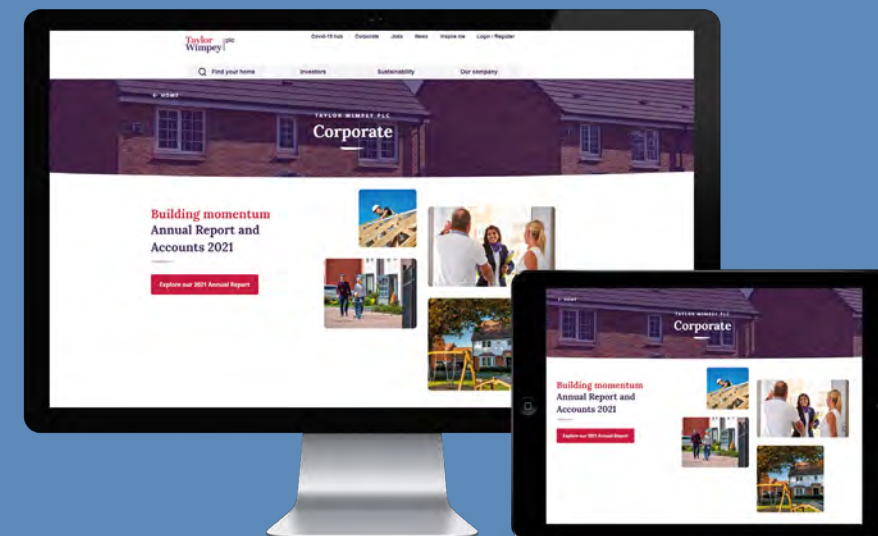 Taylor plc
Wimpey
Covid-19 hub Corporate Jobs News Inspire me Login / Register
Find your home Investors Sustainability Our company
HOME
TAYLOR WIMPEY PLC
Corporate
Building momentum
Annual Report and
Accounts 2021
Explore our 2021 Annual Report
HOME
TAYLOR WIMPEY PLC
Corporate
Building momentum
Annual Report and
Accounts 2021
Explore our 2021 Annual Report